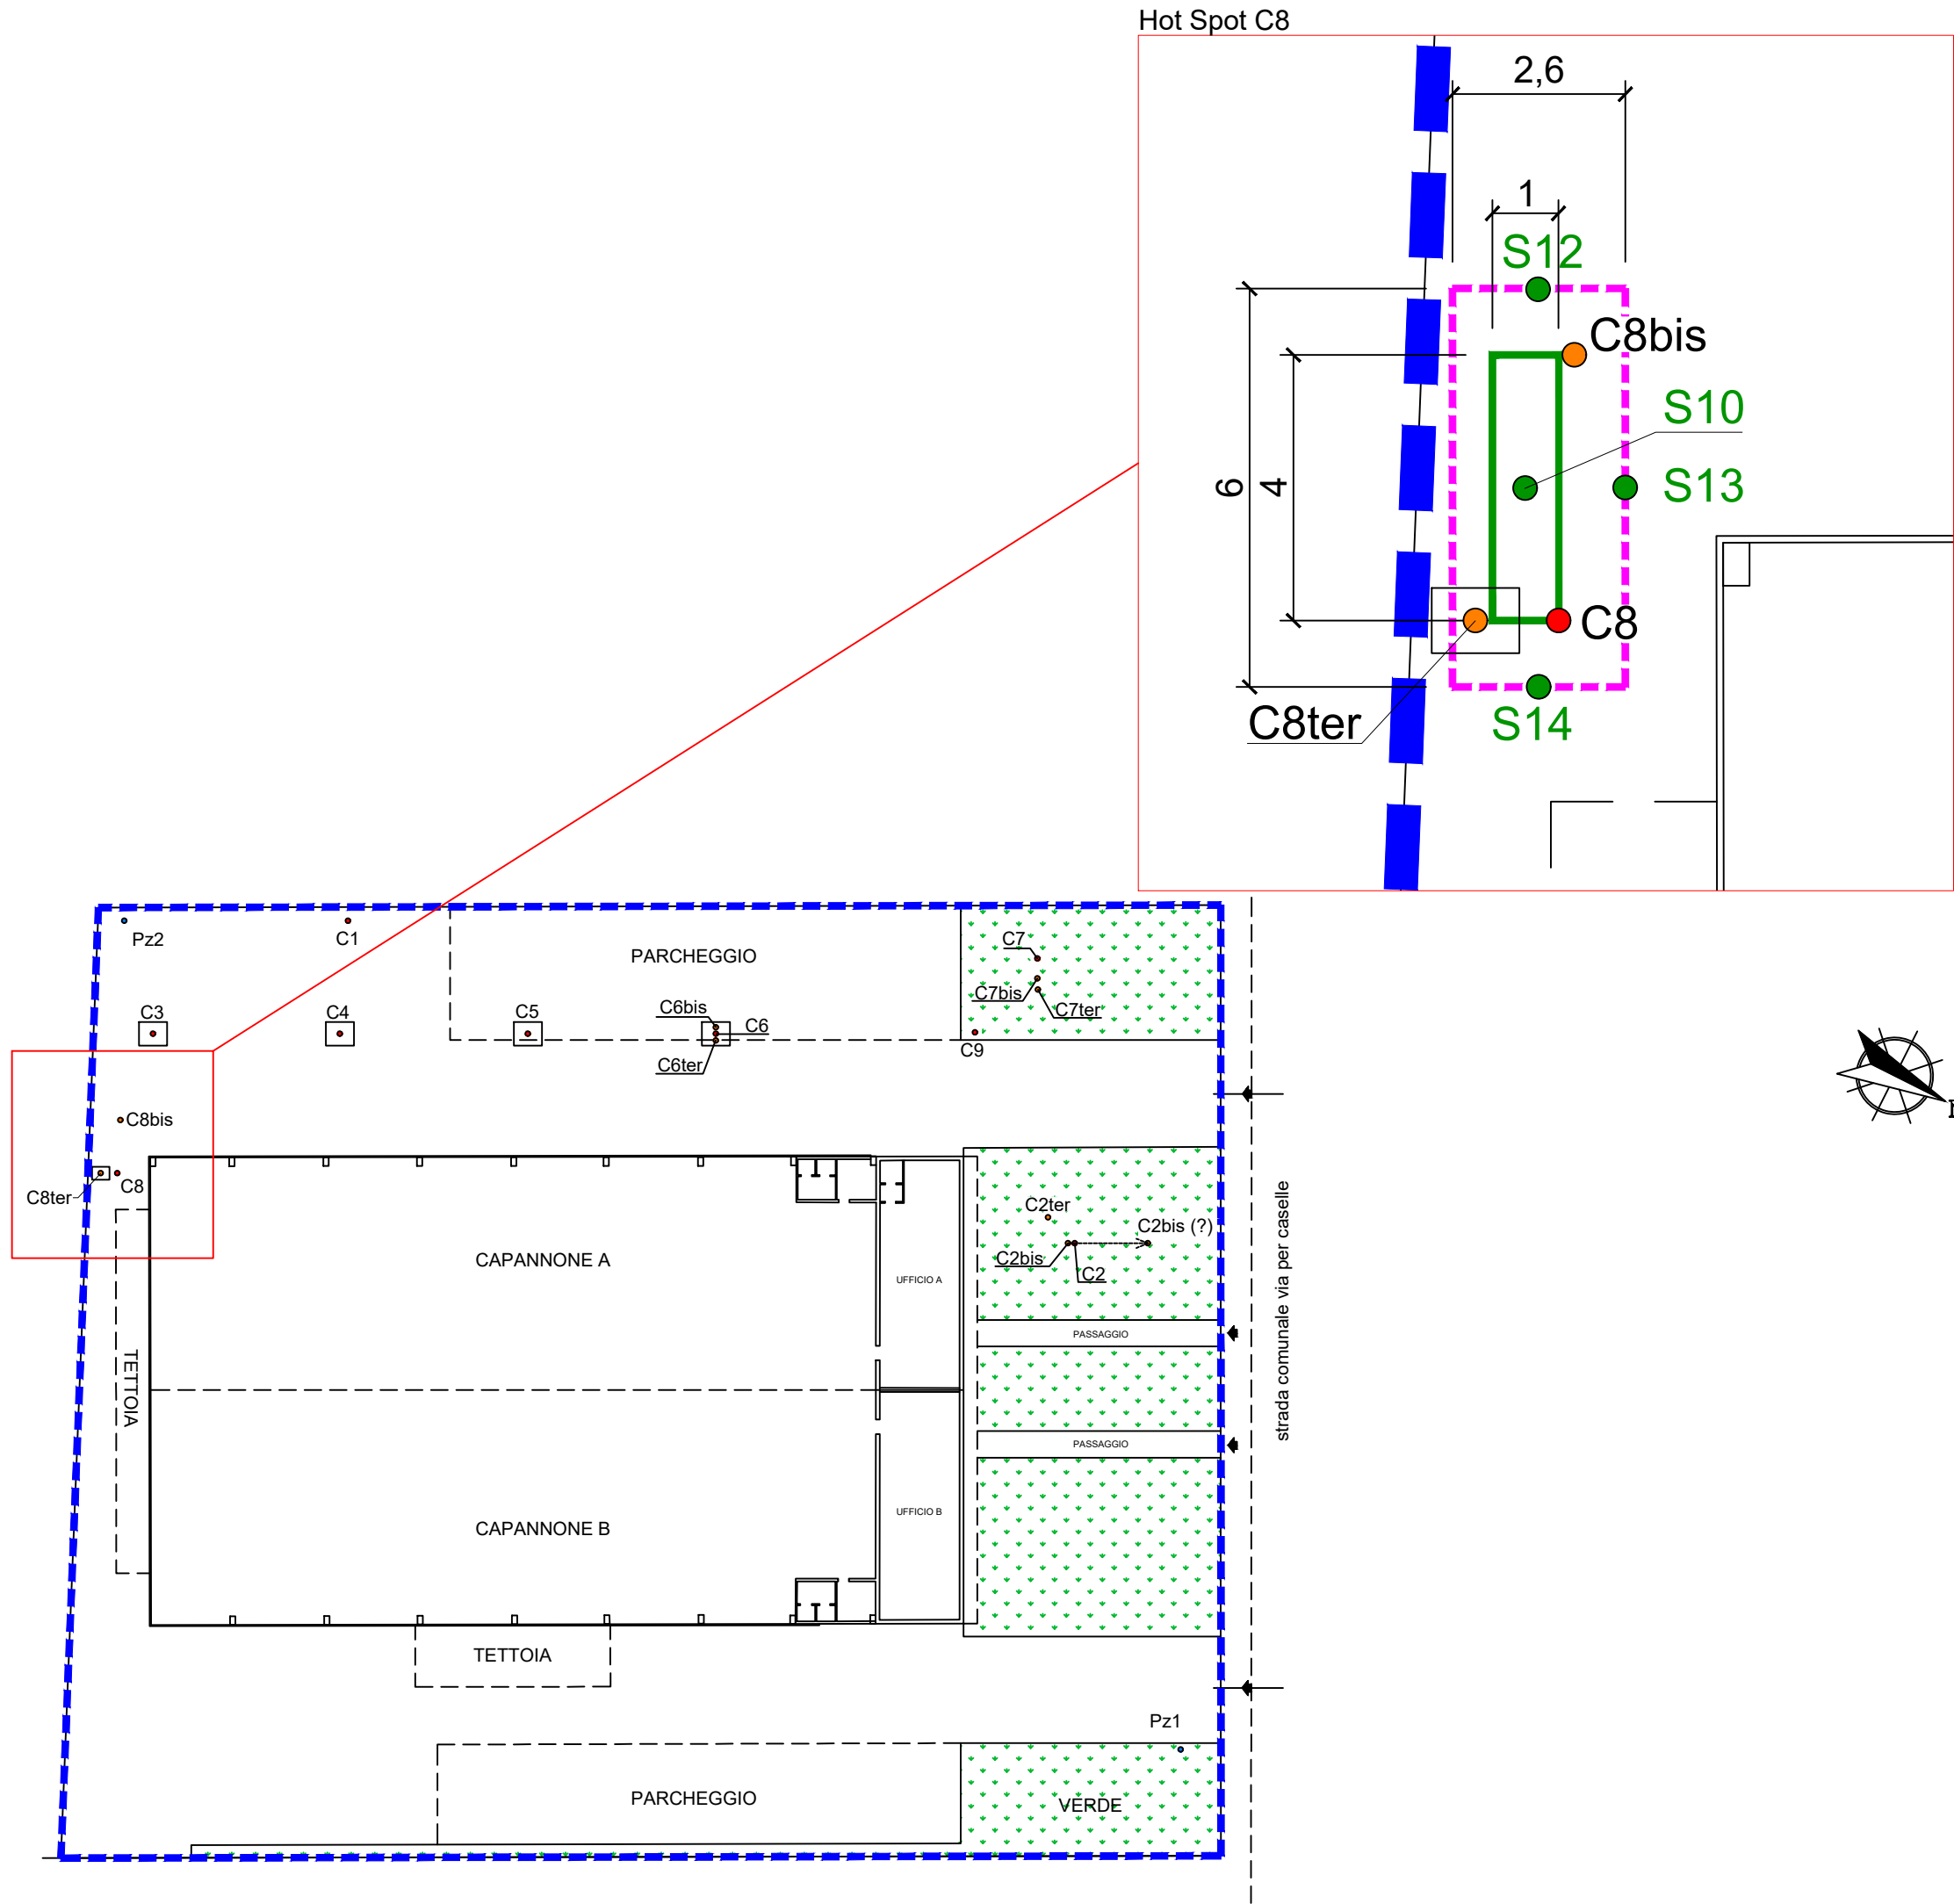 Hot Spot C8
2,6
1
S12
C8bis
S10
S13
6
4
C8
C8ter
S14
Pz2
C1
PARCHEGGIO
C7
C7bis
C7ter
C3
C4
C5
C6bis
C6
C6ter
C9
N
C8bis
C8ter
C8
C2ter
C2bis (?)
C2bis
C2
CAPANNONE A
UFFICIO A
strada comunale via per caselle
PASSAGGIO
TETTOIA
PASSAGGIO
CAPANNONE B
UFFICIO B
TETTOIA
Pz1
PARCHEGGIO
VERDE